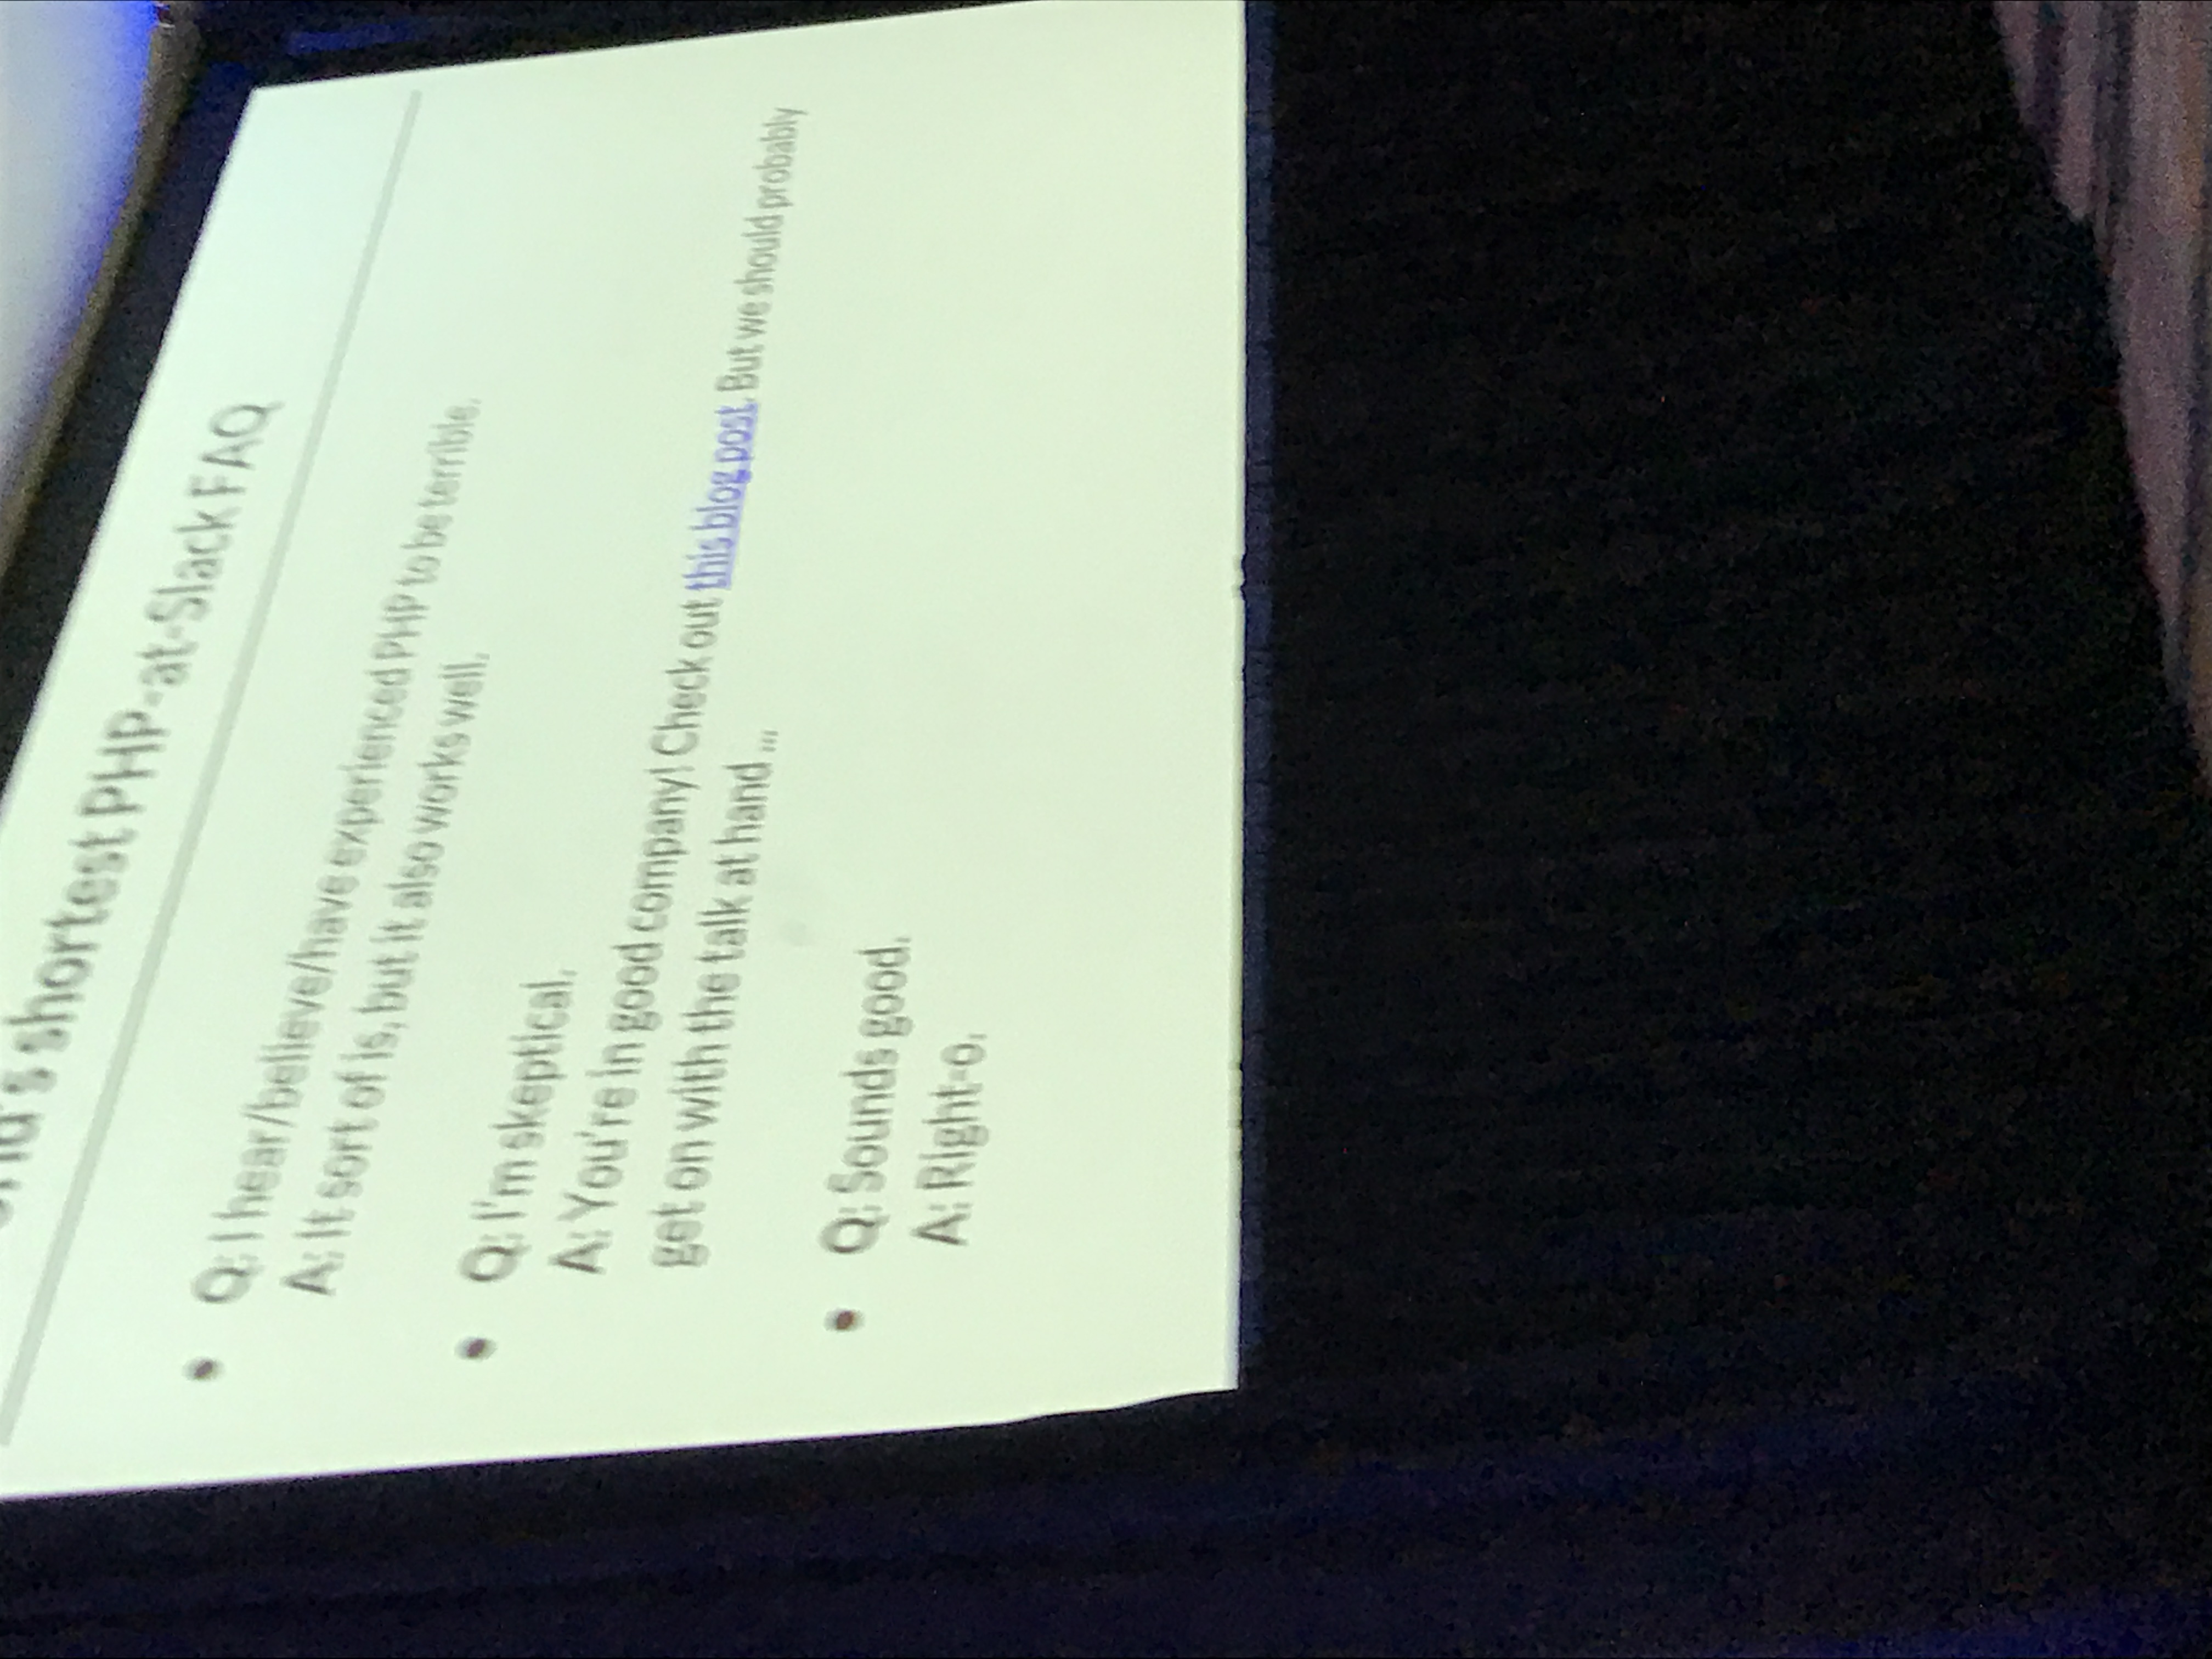 shortest PHP-at-Slack FAQ
• Q: I hear/believe/have experienced PHP to be terrible.
A: It sort of is, but it also works well.
• Q: I'm skeptical.
A: You're in good company! Check out this blog post. But we should probably
get on with the talk at hand ...
• Q: Sounds good.
A: Right-o.